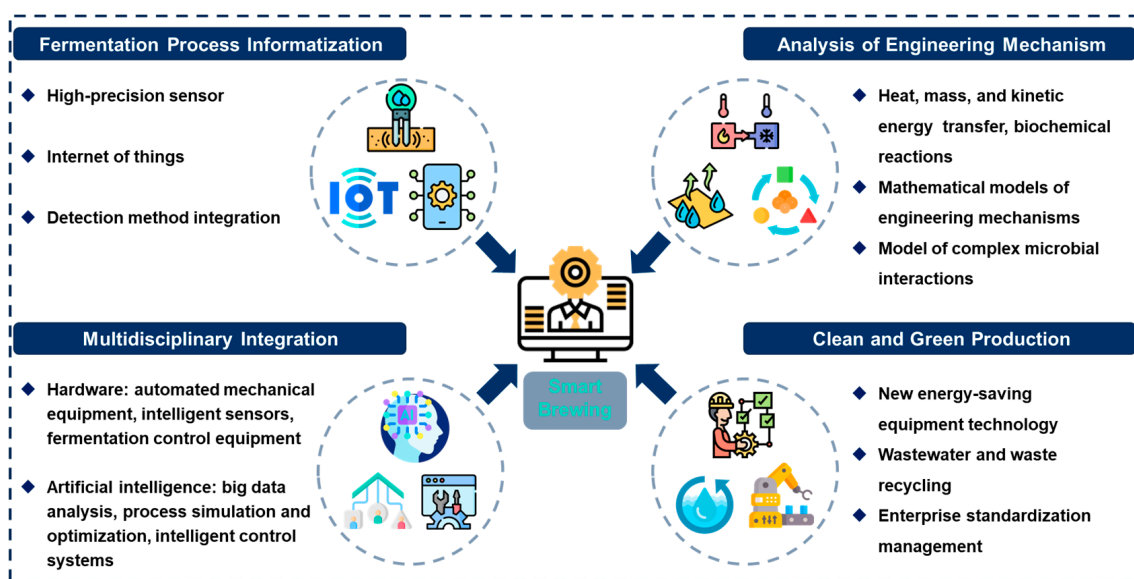 Fermentation Process Informatization
High-precision sensor
Internet of things
Detection method integration
IOT
Analysis of Engineering Mechanism
Heat, mass, and kinetic
energy transfer, biochemical
reactions
Mathematical models of
engineering mechanisms
Model of complex microbial
interactions
Smart
Brewing
Multidisciplinary Integration
Hardware: automated mechanical
equipment, intelligent sensors,
fermentation control equipment
Artificial intelligence: big data
analysis, process simulation and
optimization, intelligent control
systems
AI
Clean and Green Production
New energy-saving
equipment technology
Wastewater and waste
recycling
Enterprise standardization
management